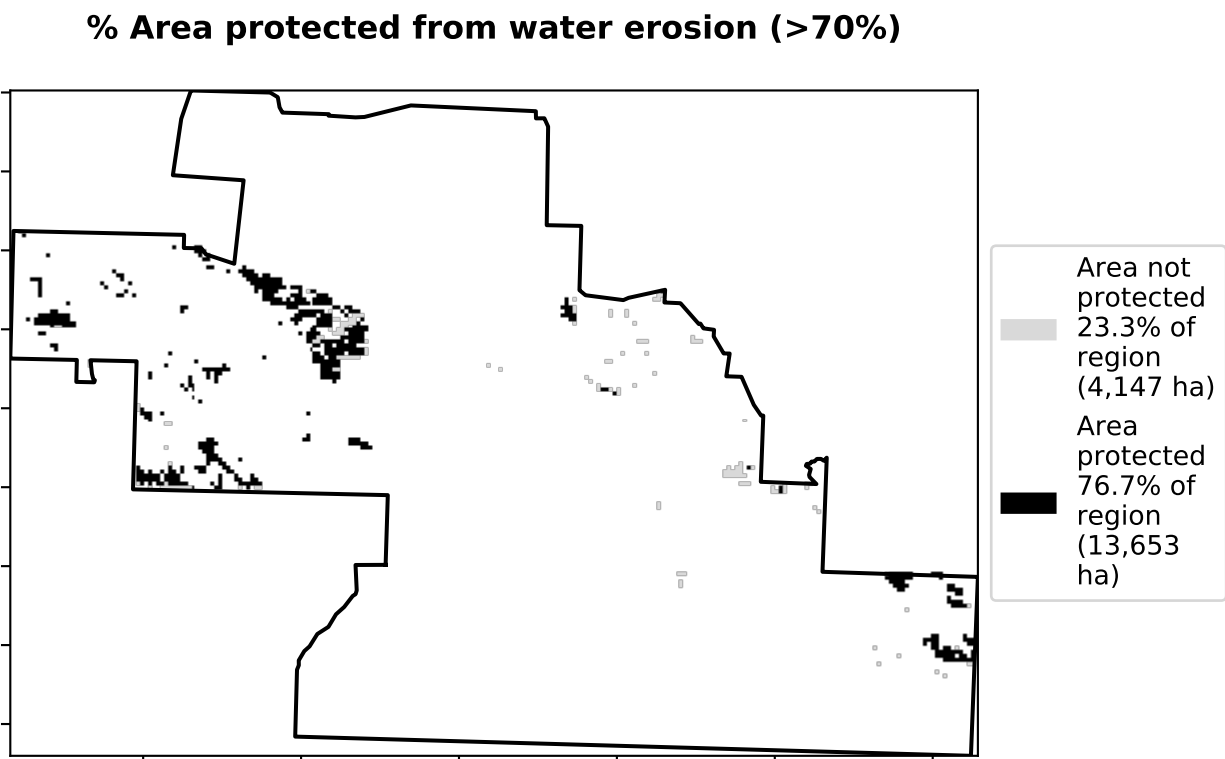 % Area protected from water erosion (>70%)
Area not
protected
23.3% of
region
(4,147 ha)
Area
protected
76.7% of
region
(13,653
ha)